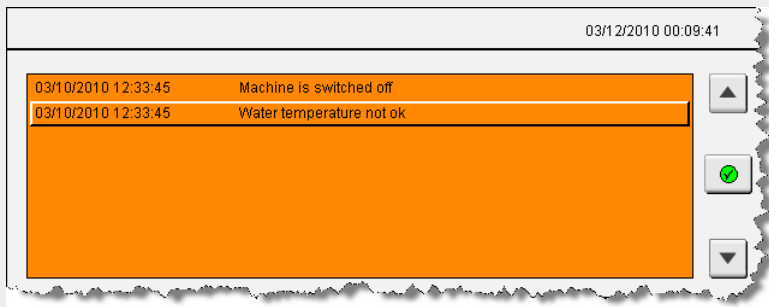 03/12/2010 00:09:41
03/10/2010 12:33:45 Machine is switched off
03/10/2010 12:33:45 Water temperature not ok